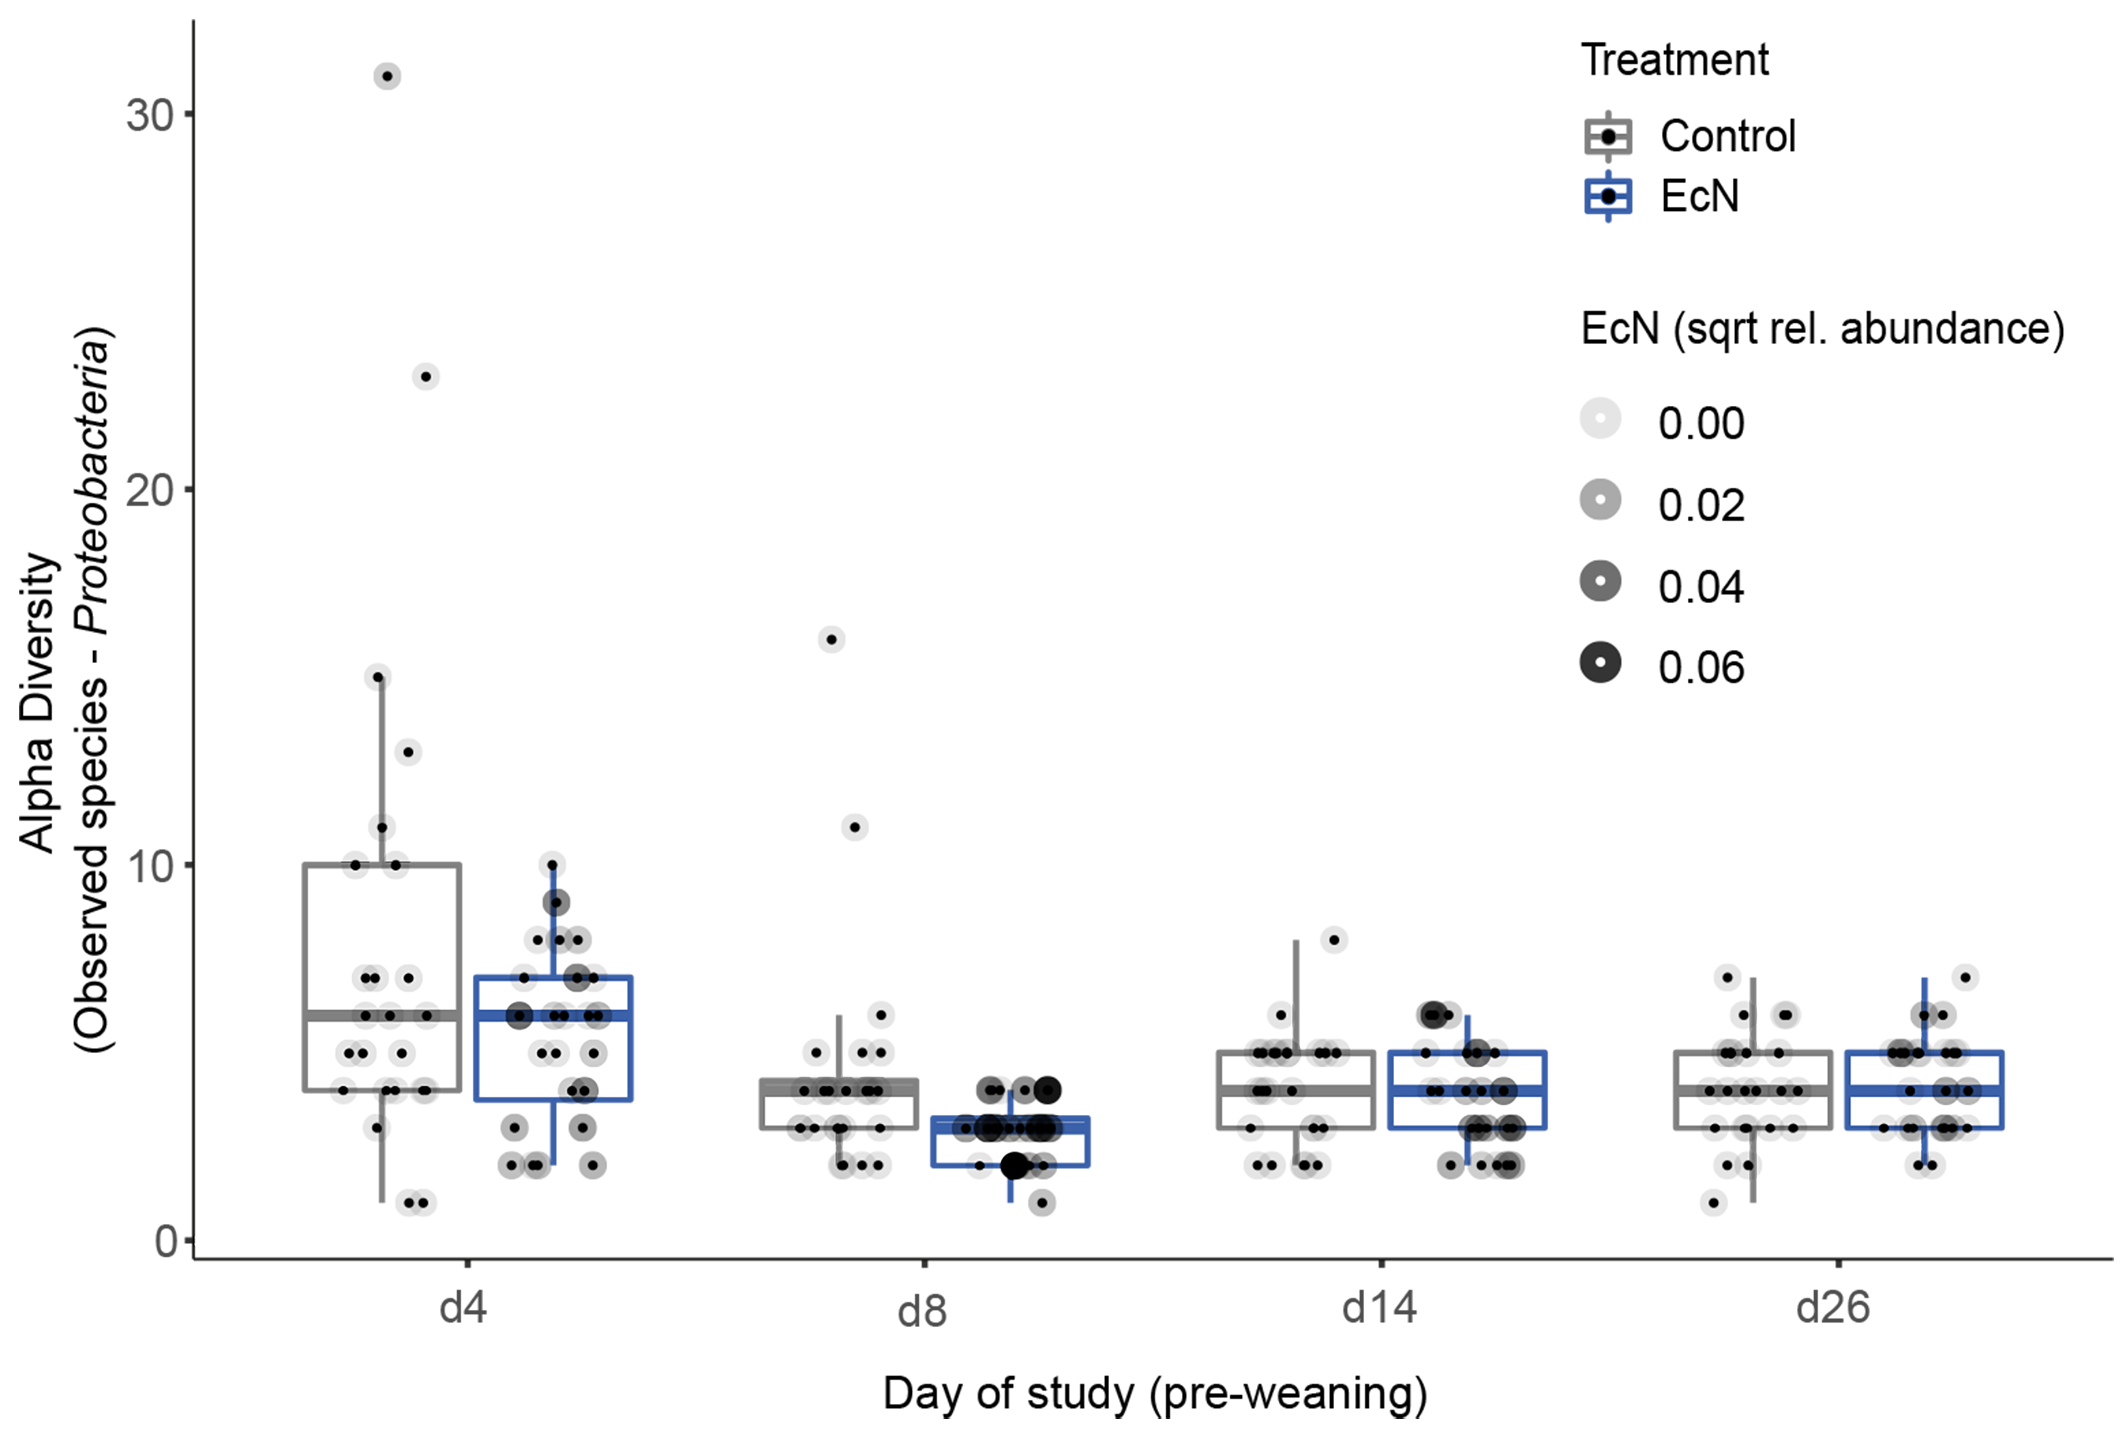 Alpha Diversity
(Observed species - Proteobacteria)
30
20
10
0
d4
d8
d14
d26
Day of study (pre-weaning)
Treatment
Control
EcN
EcN (sqrt rel. abundance)
0.00
0.02
0.04
0.06